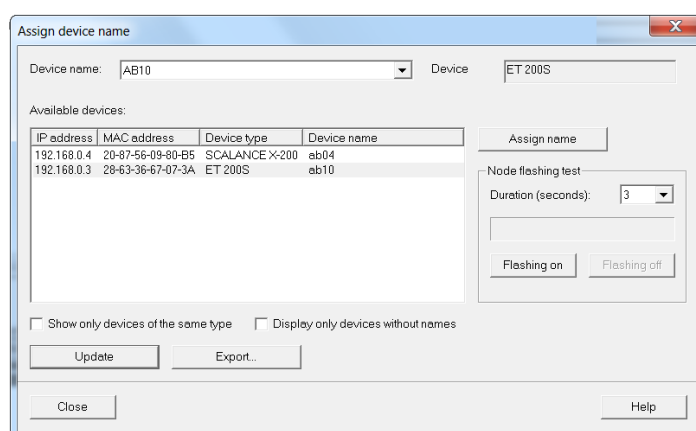 Assign device name
Device name: AB10 Device ET 200S
Available devices:
IP address MAC address Device type Device name
192.168.0.4 20-87-56-09-80-B5 SCALANCE X-200 ab04
192.168.0.3 28-63-36-67-07-3A ET 200S ab10
Assign name
Node flashing test
Duration (seconds): 3
Flashing on Flashing off
Show only devices of the same type Display only devices without names
Update Export...
Close Help